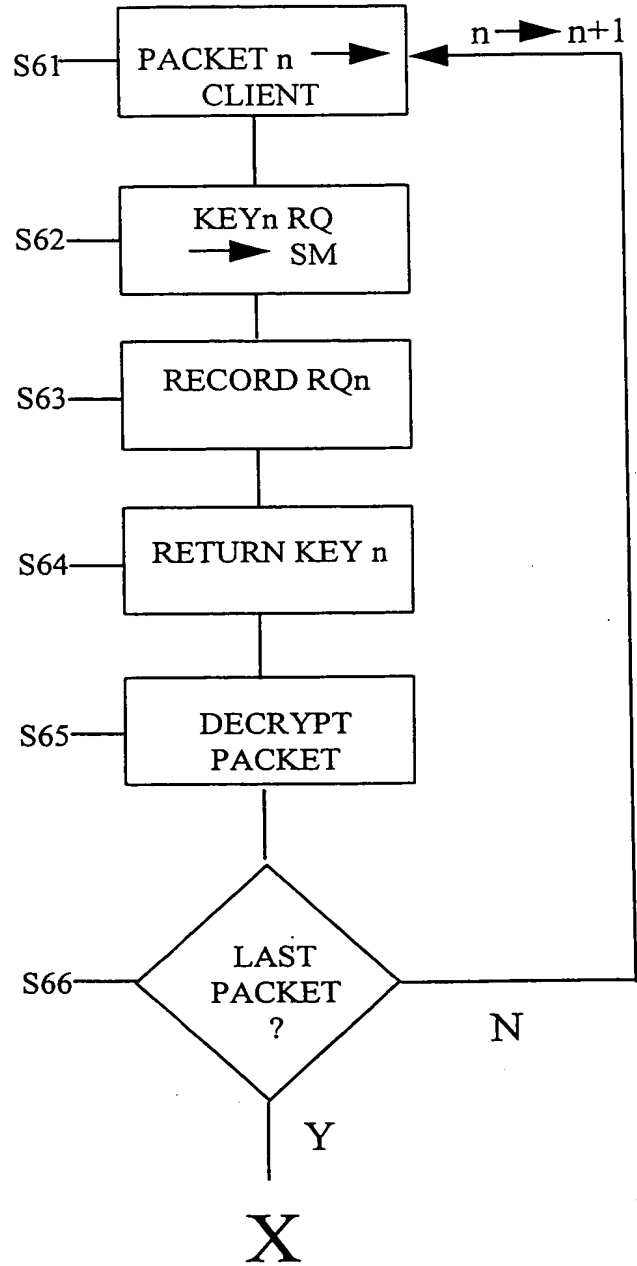 n → n+1
S61
PACKET n →
CLIENT
S62
KEYn RQ
→ SM
S63
RECORD RQn
S64
RETURN KEY n
S65
DECRYPT
PACKET
S66
LAST
PACKET
?
N
Y
X